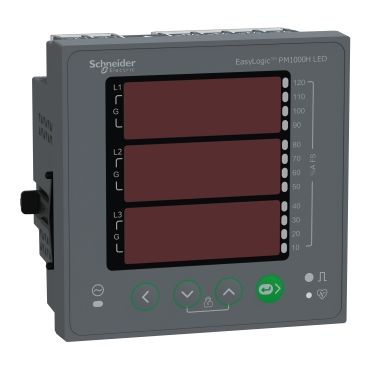 Schneider
Electric
EasyLogic™ PM1000H LED
L1
G
L
L2
G
L
L3
G
L
120
110
100
90
80
70
60
50
40
30
20
10
%A FS